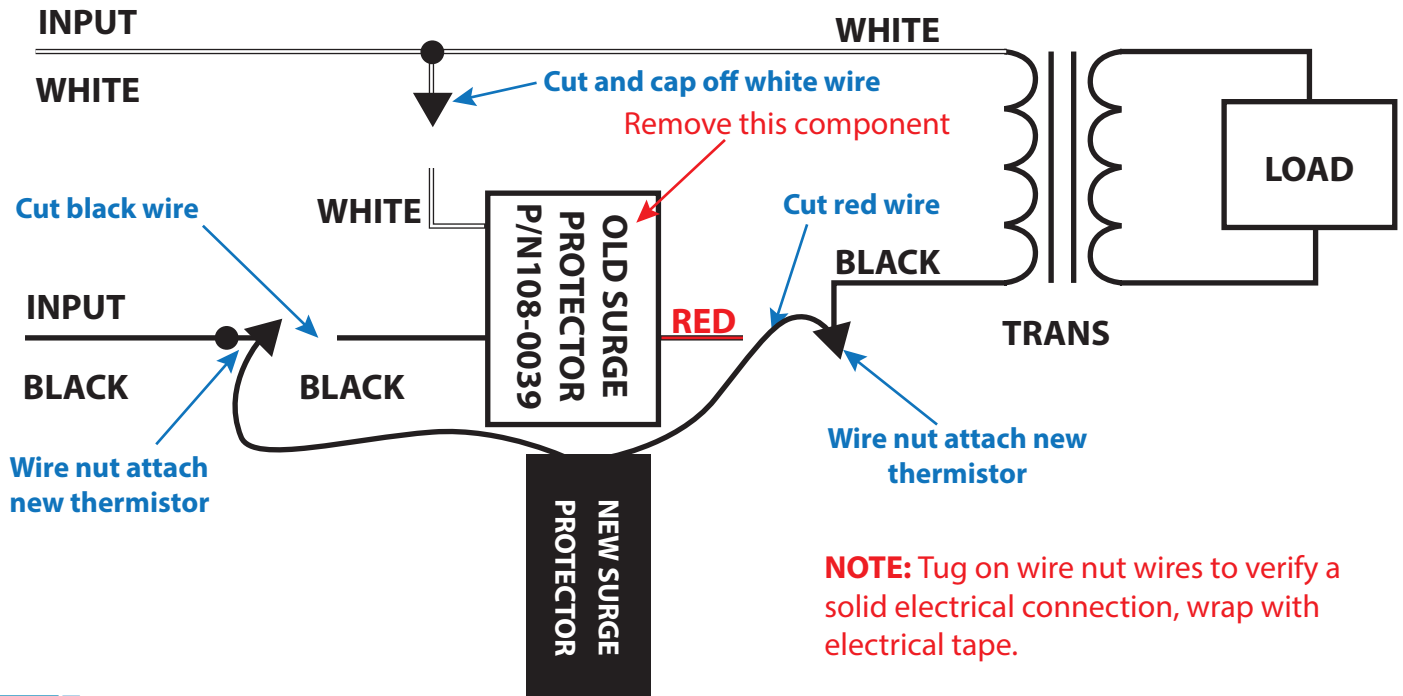 INPUT
WHITE
WHITE
Cut and cap off white wire
Remove this component
LOAD
Cut black wire
WHITE
OLD SURGE
PROTECTOR
P/N108-0039
Cut red wire
BLACK
INPUT
RED
TRANS
BLACK
BLACK
Wire nut attach
new thermistor
Wire nut attach new
thermistor
NEW SURGE
PROTECTOR
NOTE: Tug on wire nut wires to verify a
solid electrical connection, wrap with
electrical tape.